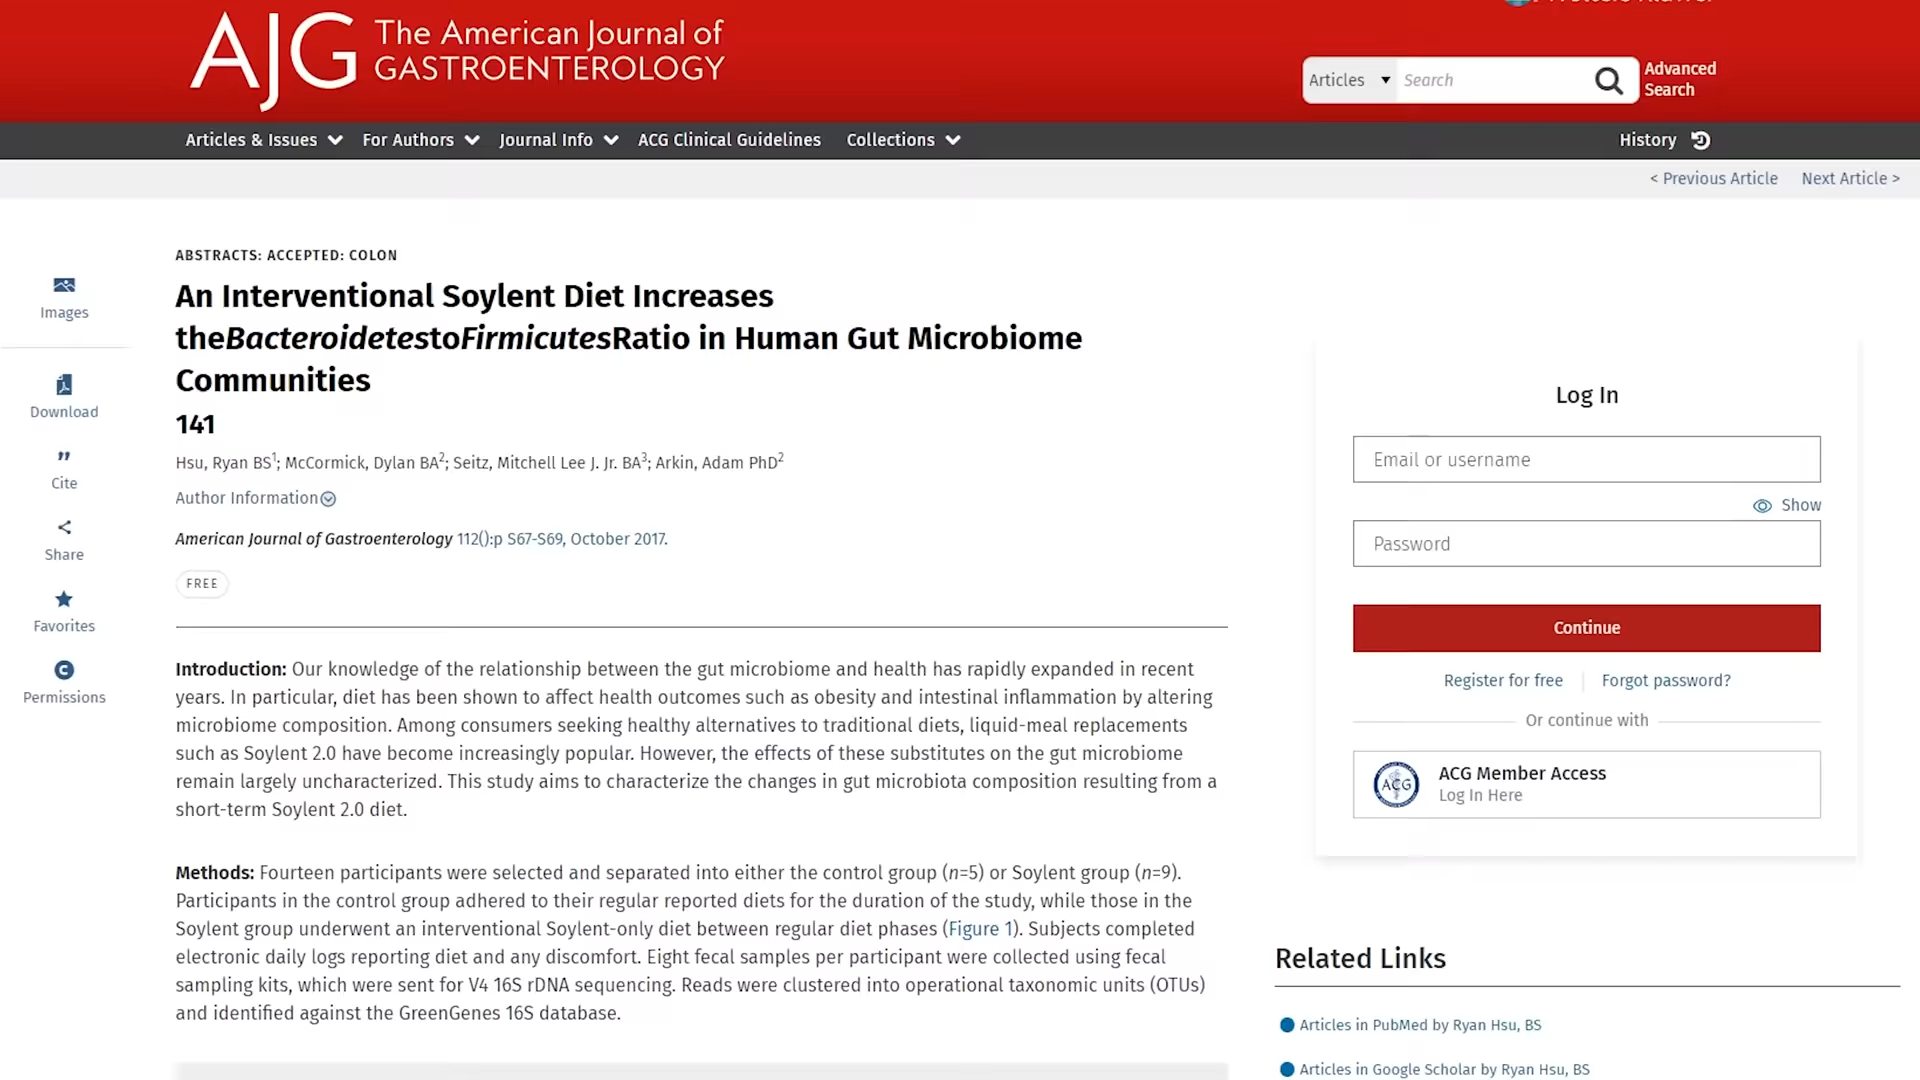 AJG The American Journal of
GASTROENTEROLOGY
Articles Search
Advanced
Search
Articles & Issues For Authors Journal Info ACG Clinical Guidelines Collections History
< Previous Article Next Article >
ABSTRACTS: ACCEPTED: COLON
An Interventional Soylent Diet Increases
theBacteroidetestoFirmicutesRatio in Human Gut Microbiome
Communities
141
Hsu, Ryan BS1; McCormick, Dylan BA2; Seitz, Mitchell Lee J. Jr. BA3; Arkin, Adam PhD2
Author Information
American Journal of Gastroenterology 112():p S67-S69, October 2017.
FREE
Images
Download
Cite
Share
Favorites
Permissions
Introduction: Our knowledge of the relationship between the gut microbiome and health has rapidly expanded in recent
years. In particular, diet has been shown to affect health outcomes such as obesity and intestinal inflammation by altering
microbiome composition. Among consumers seeking healthy alternatives to traditional diets, liquid-meal replacements
such as Soylent 2.0 have become increasingly popular. However, the effects of these substitutes on the gut microbiome
remain largely uncharacterized. This study aims to characterize the changes in gut microbiota composition resulting from a
short-term Soylent 2.0 diet.
Methods: Fourteen participants were selected and separated into either the control group (n=5) or Soylent group (n=9).
Participants in the control group adhered to their regular reported diets for the duration of the study, while those in the
Soylent group underwent an interventional Soylent-only diet between regular diet phases (Figure 1). Subjects completed
electronic daily logs reporting diet and any discomfort. Eight fecal samples per participant were collected using fecal
sampling kits, which were sent for V4 16S rDNA sequencing. Reads were clustered into operational taxonomic units (OTUs)
and identified against the GreenGenes 16S database.
Log In
Email or username
Show
Password
Continue
Register for free Forgot password?
Or continue with
ACG
ACG Member Access
Log In Here
Related Links
Articles in PubMed by Ryan Hsu, BS
Articles in Google Scholar by Ryan Hsu, BS